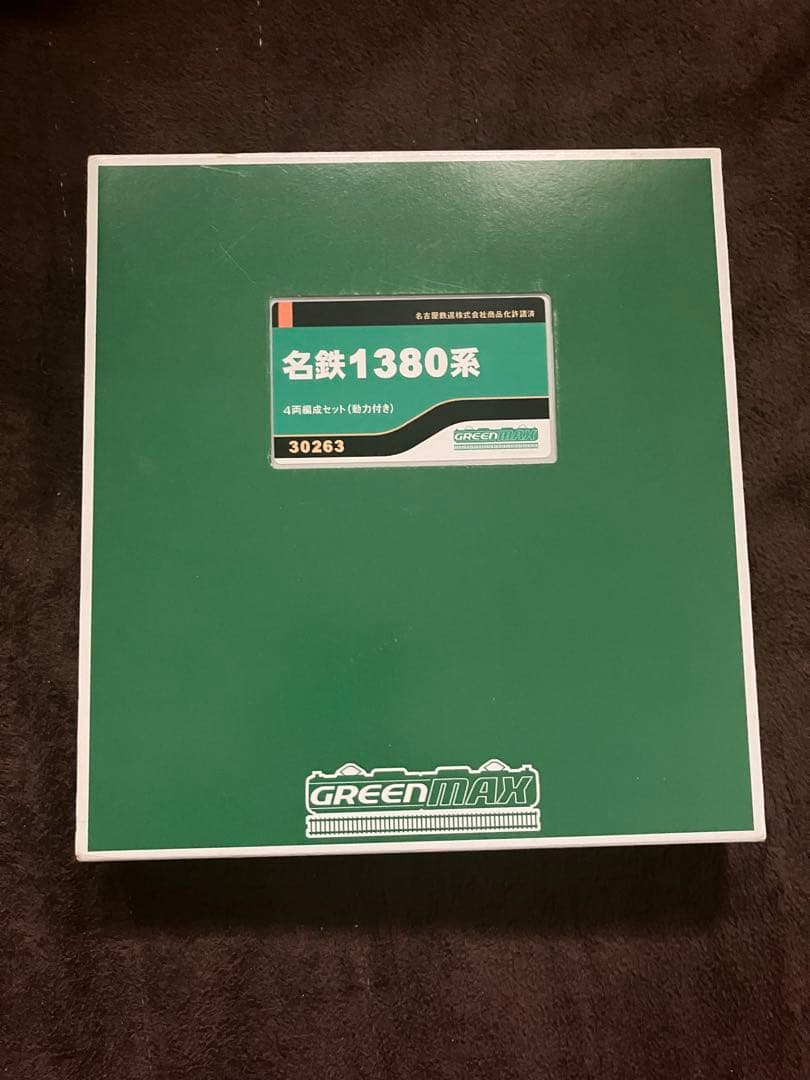 名古屋鉄道株式会社商品化許諾済
名鉄1380系
4両編成セット(動力付き)
30263
GREENMAX
GREENMAX